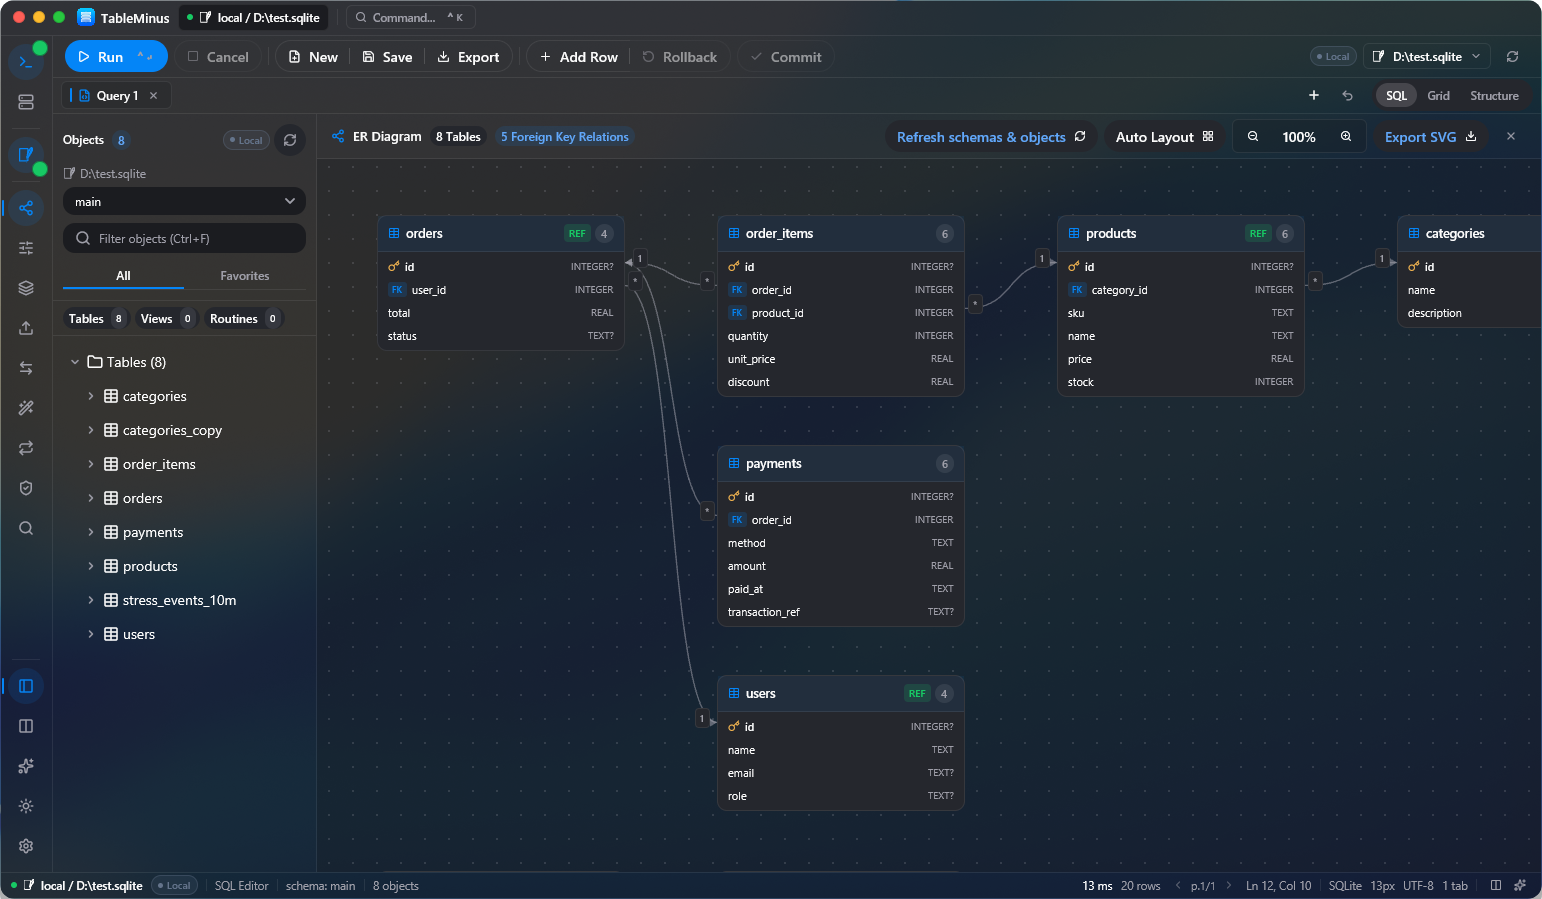 TableMinus
local / D:\test.sqlite
Command... ^ K
Run
Cancel
New
Save
Export
Add Row
Rollback
Commit
Local
D:\test.sqlite
Query 1
SQL
Grid
Structure
Objects 8
Local
D:\test.sqlite
main
Filter objects (Ctrl+F)
All
Favorites
Tables 8
Views 0
Routines 0
Tables (8)
categories
categories_copy
order_items
orders
payments
products
stress_events_10m
users
ER Diagram
8 Tables
5 Foreign Key Relations
Refresh schemas & objects
Auto Layout
100%
Export SVG
orders REF 4
id INTEGER?
FK user_id INTEGER
total REAL
status TEXT?
1
*
*
order_items 6
id INTEGER?
FK order_id INTEGER
FK product_id INTEGER
quantity INTEGER
unit_price REAL
discount REAL
*
1
products REF 6
id INTEGER?
FK category_id INTEGER
sku TEXT
name TEXT
price REAL
stock INTEGER
*
1
categories
id
name
description
*
payments 6
id INTEGER?
FK order_id INTEGER
method TEXT
amount REAL
paid_at TEXT
transaction_ref TEXT?
1
users REF 4
id INTEGER?
name TEXT
email TEXT?
role TEXT?
local / D:\test.sqlite
Local
SQL Editor
schema: main
8 objects
13 ms
20 rows
p.1/1
Ln 12, Col 10
SQLite
13px
UTF-8
1 tab